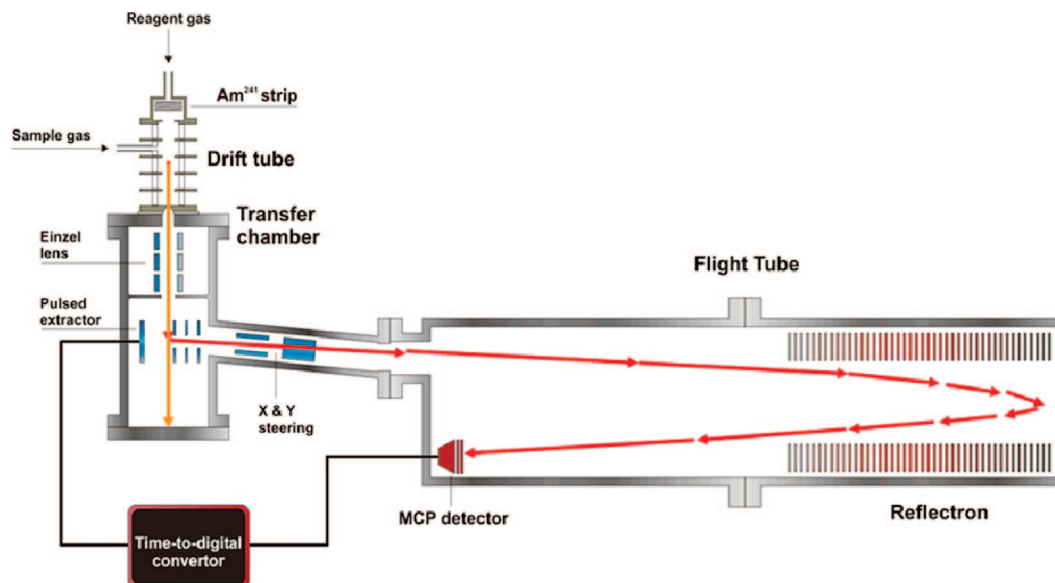 Reagent gas
Am²⁴¹ strip
Sample gas
Drift tube
Transfer
chamber
Einzel
lens
Flight Tube
Pulsed
extractor
X & Y
steering
MCP detector
Reflectron
Time-to-digital
convertor